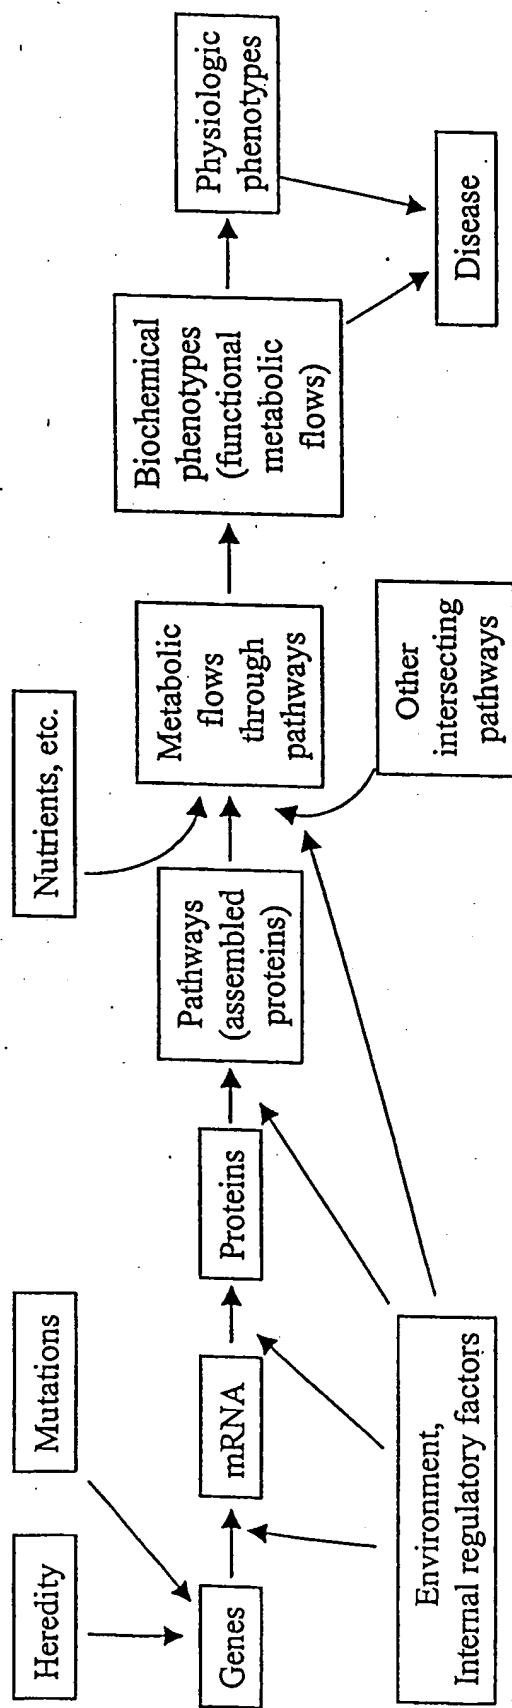 Heredity
Mutations
Nutrients, etc.
Genes
mRNA
Proteins
Pathways
(assembled
proteins)
Metabolic
flows
through
pathways
Biochemical
phenotypes
(functional
metabolic
flows)
Physiologic
phenotypes
Environment,
Internal regulatory factors
Other
intersecting
pathways
Disease